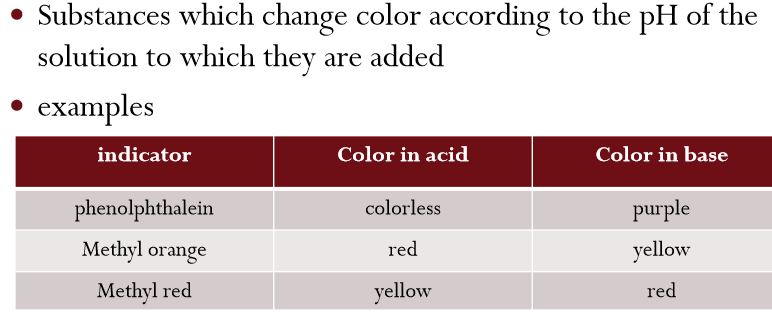 • Substances which change color according to the pH of the
solution to which they are added
• examples
indicator Color in acid Color in base
phenolphthalein colorless purple
Methyl orange red yellow
Methyl red yellow red